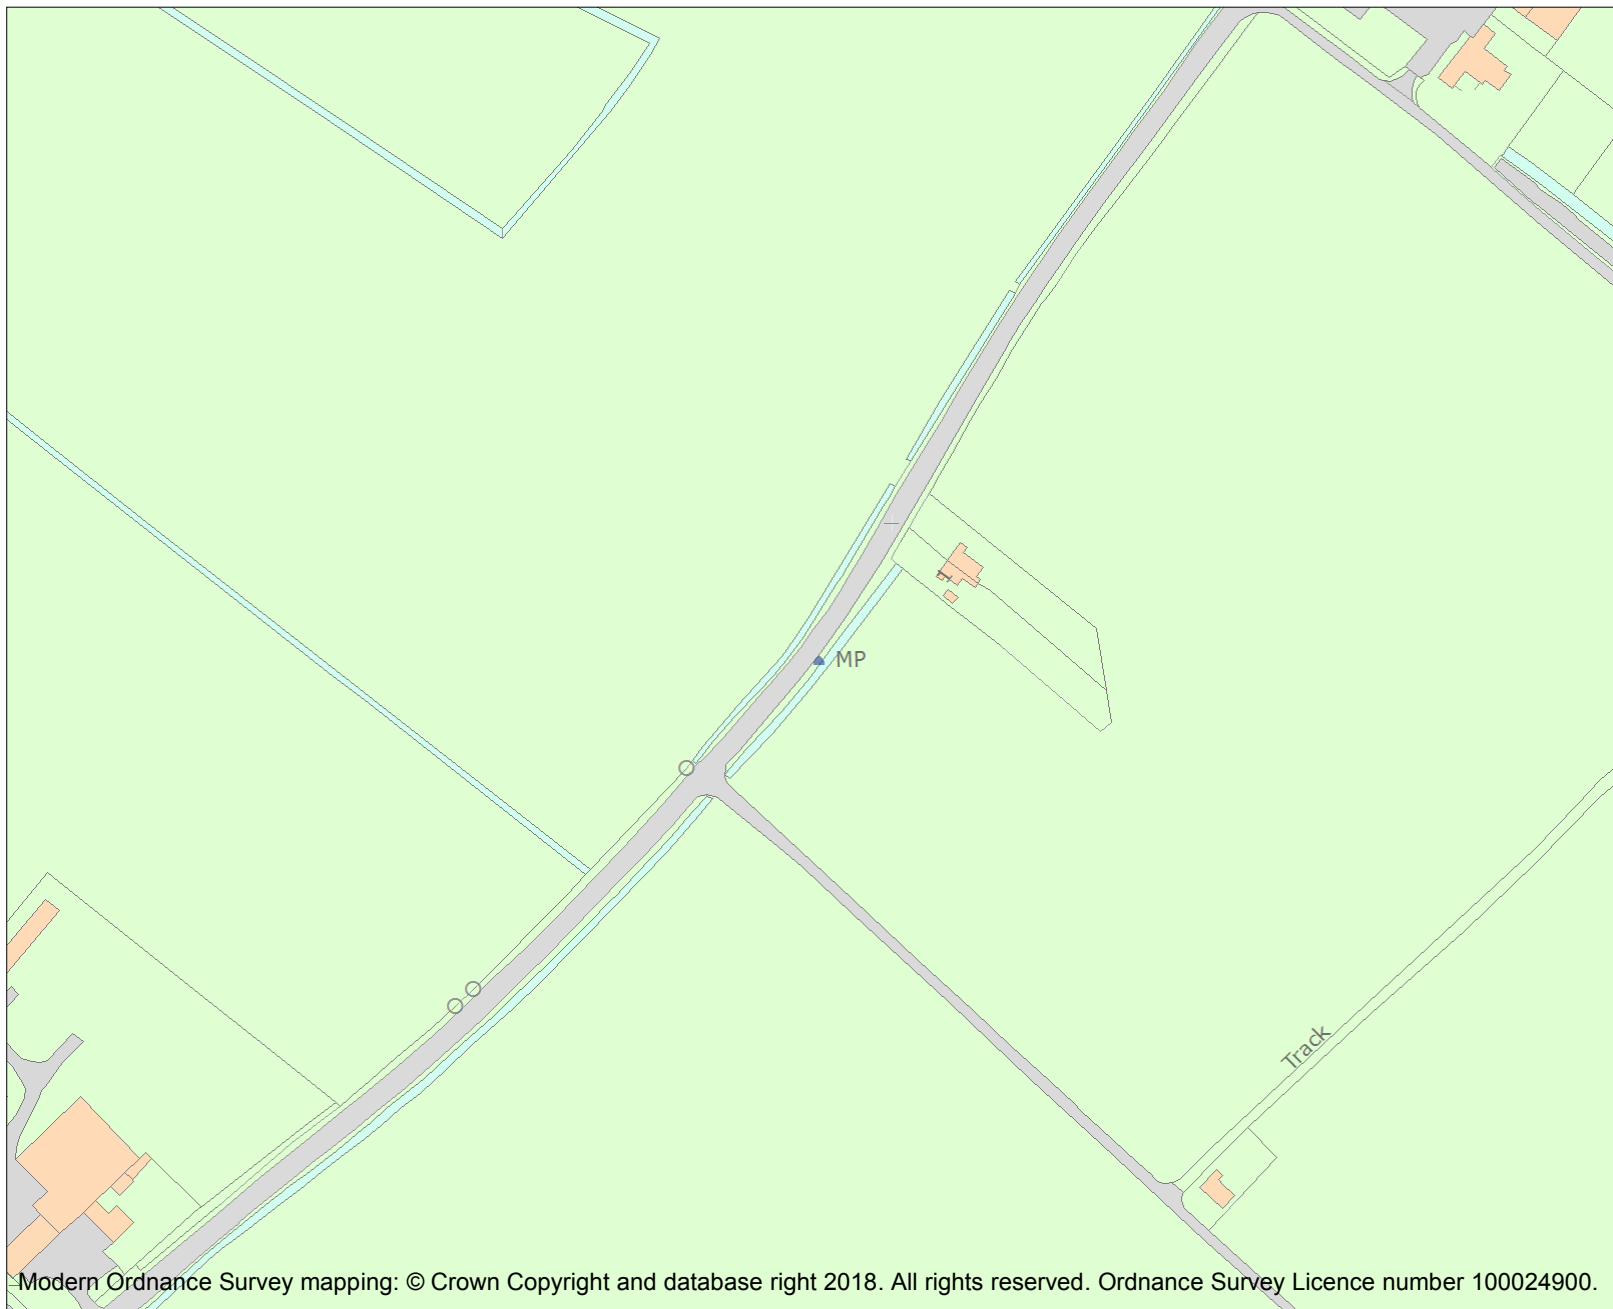 1
MP
Track
Modern Ordnance Survey mapping: © Crown Copyright and database right 2018. All rights reserved. Ordnance Survey Licence number 100024900.